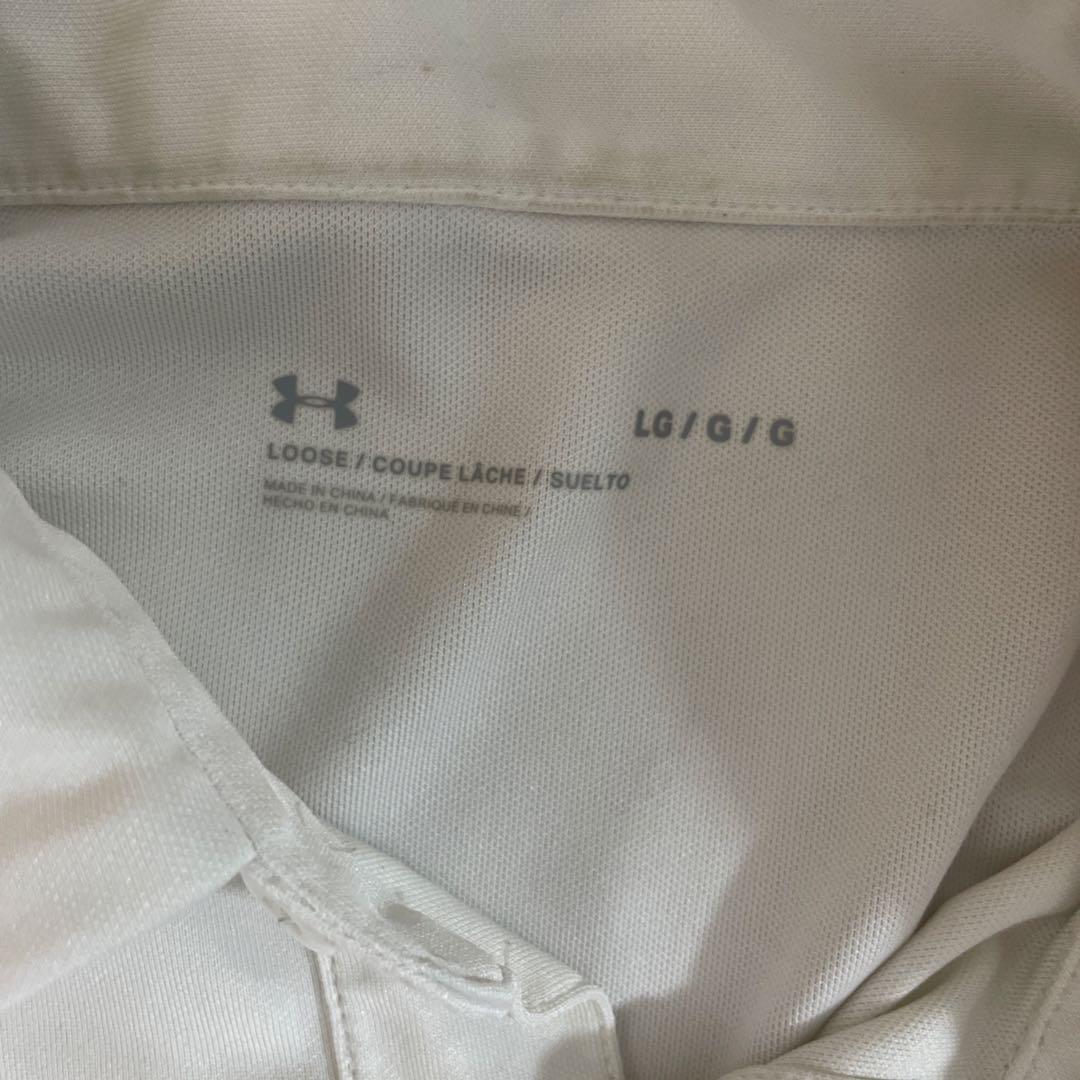 LG / G / G
LOOSE / COUPE LÂCHE / SUELTO
MADE IN CHINA / FABRIQUÉ EN CHINE /
HECHO EN CHINA